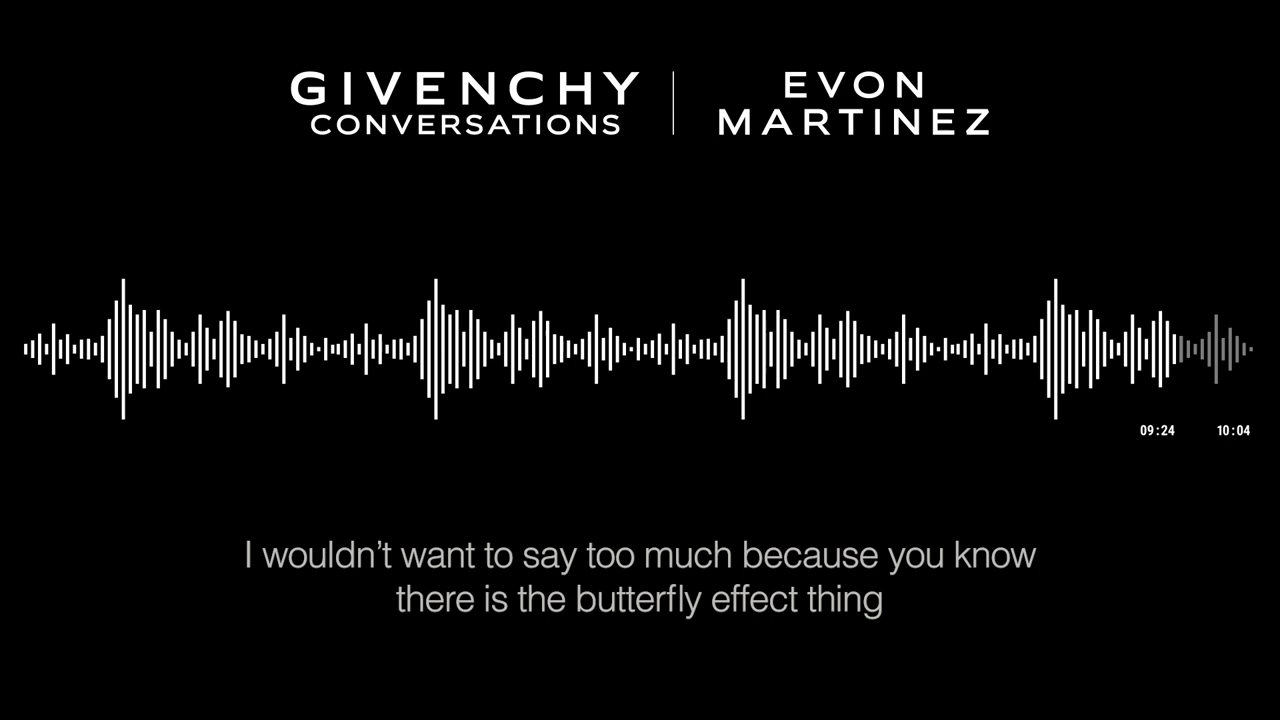 GIVENCHY
CONVERSATIONS
EVON
MARTINEZ
09:24
10:04
I wouldn’t want to say too much because you know
there is the butterfly effect thing